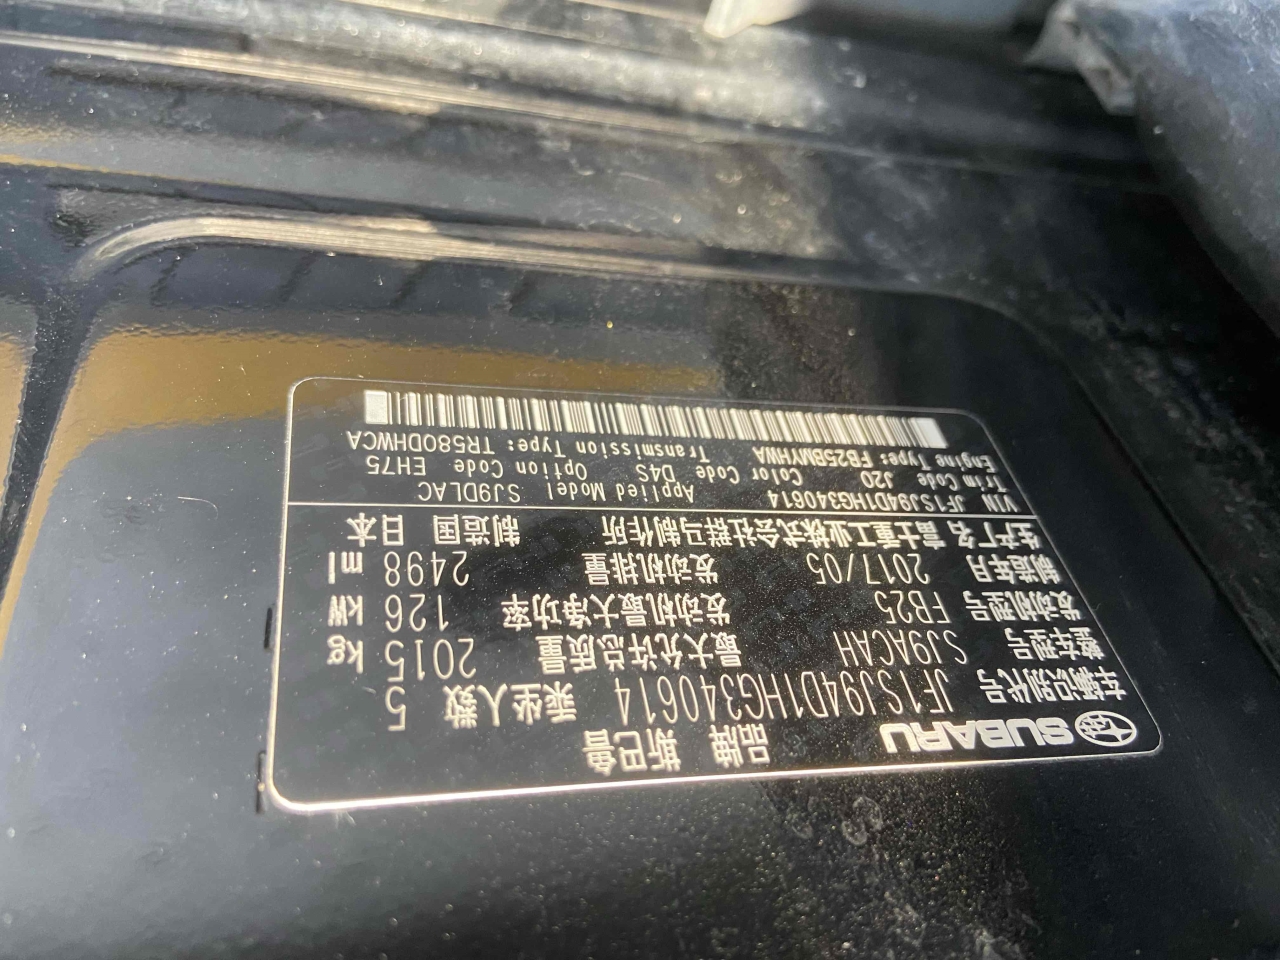 SUBARU 品牌 斯巴鲁
车辆识别代号 JF1SJ94D1HG340614 乘坐人数 5
整车型号 SJ9ACAH 最大允许总质量 2015 kg
发动机型号 FB25 发动机最大净功率 126 kW
制造年月 2017/05 发动机排量 2498 ml
生产厂名 富士重工业株式会社群马制作所 制造国 日本
VIN JF1SJ94D1HG340614 Applied Model SJ9DLAC
Trim Code J20 Color Code D4S Option Code EH75
Engine Type: FB25BMYHWA Transmission Type: TR580DHWCA